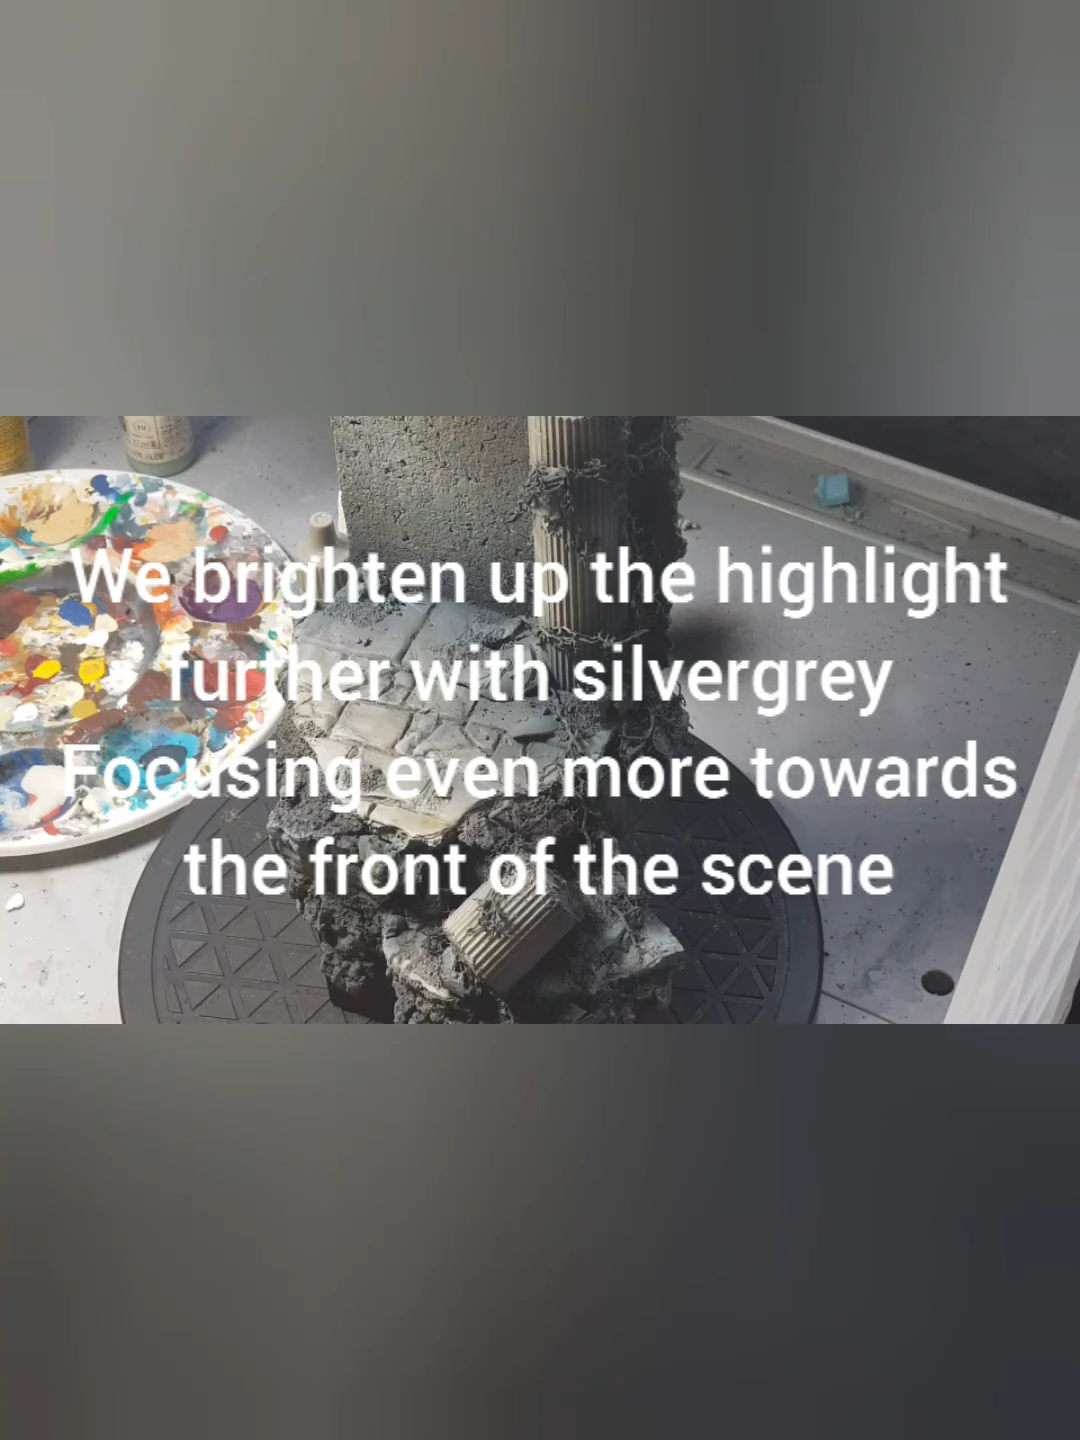 We brighten up the highlight
further with silvergrey
Focusing even more towards
the front of the scene